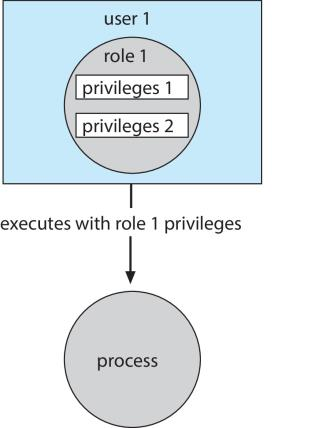 user 1
role 1
privileges 1
privileges 2
executes with role 1 privileges
process